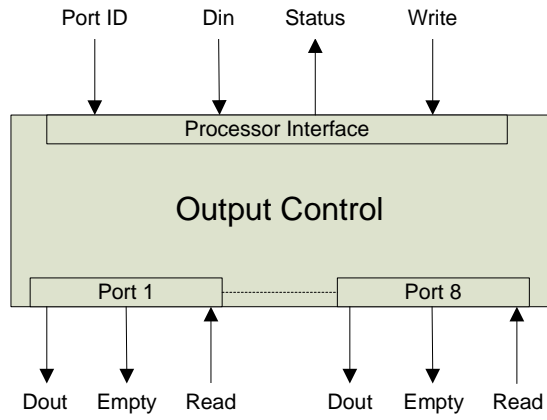 Port ID Din Status Write
Processor Interface
Output Control
Port 1 Port 8
Dout Empty Read Dout Empty Read